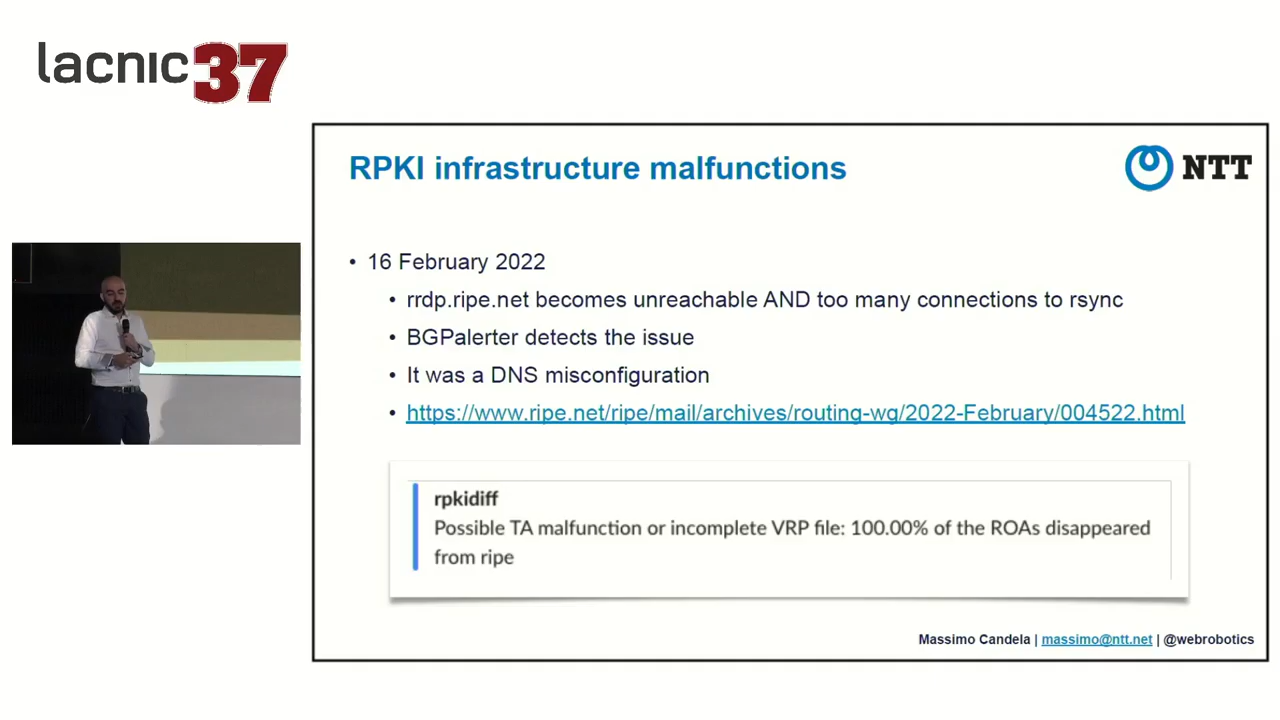 lacnic37
RPKI infrastructure malfunctions
NTT
• 16 February 2022
• rrdp.ripe.net becomes unreachable AND too many connections to rsync
• BGPalerter detects the issue
• It was a DNS misconfiguration
• https://www.ripe.net/ripe/mail/archives/routing-wg/2022-February/004522.html
rpkidiff
Possible TA malfunction or incomplete VRP file: 100.00% of the ROAs disappeared
from ripe
Massimo Candela | massimo@ntt.net | @webrobotics